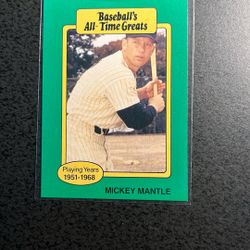 Baseball's
All-Time Greats
Playing Years
1951-1968
MICKEY MANTLE